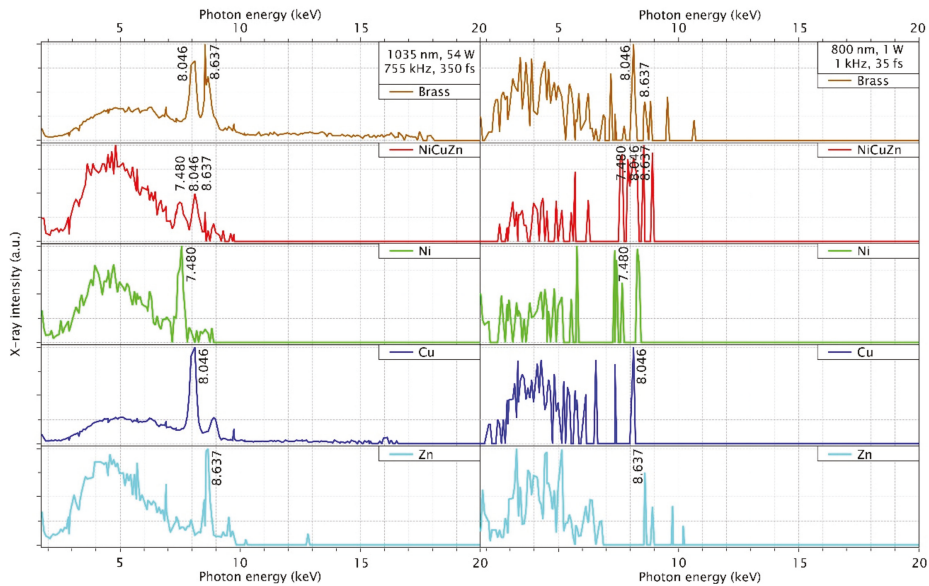 Photon energy (keV)
Photon energy (keV)
5
10
15
20
10
15
20
1035 nm, 54 W
755 kHz, 350 fs
Brass
8.046
8.637
800 nm, 1 W
1 kHz, 35 fs
Brass
8.046
8.637
NiCuZn
7.480
8.046
8.637
NiCuZn
7.480
8.046
8.637
Ni
7.480
Ni
7.480
Cu
8.046
Cu
8.046
Zn
8.637
Zn
8.637
X-ray intensity (a.u.)
5
10
15
20
10
15
20
Photon energy (keV)
Photon energy (keV)